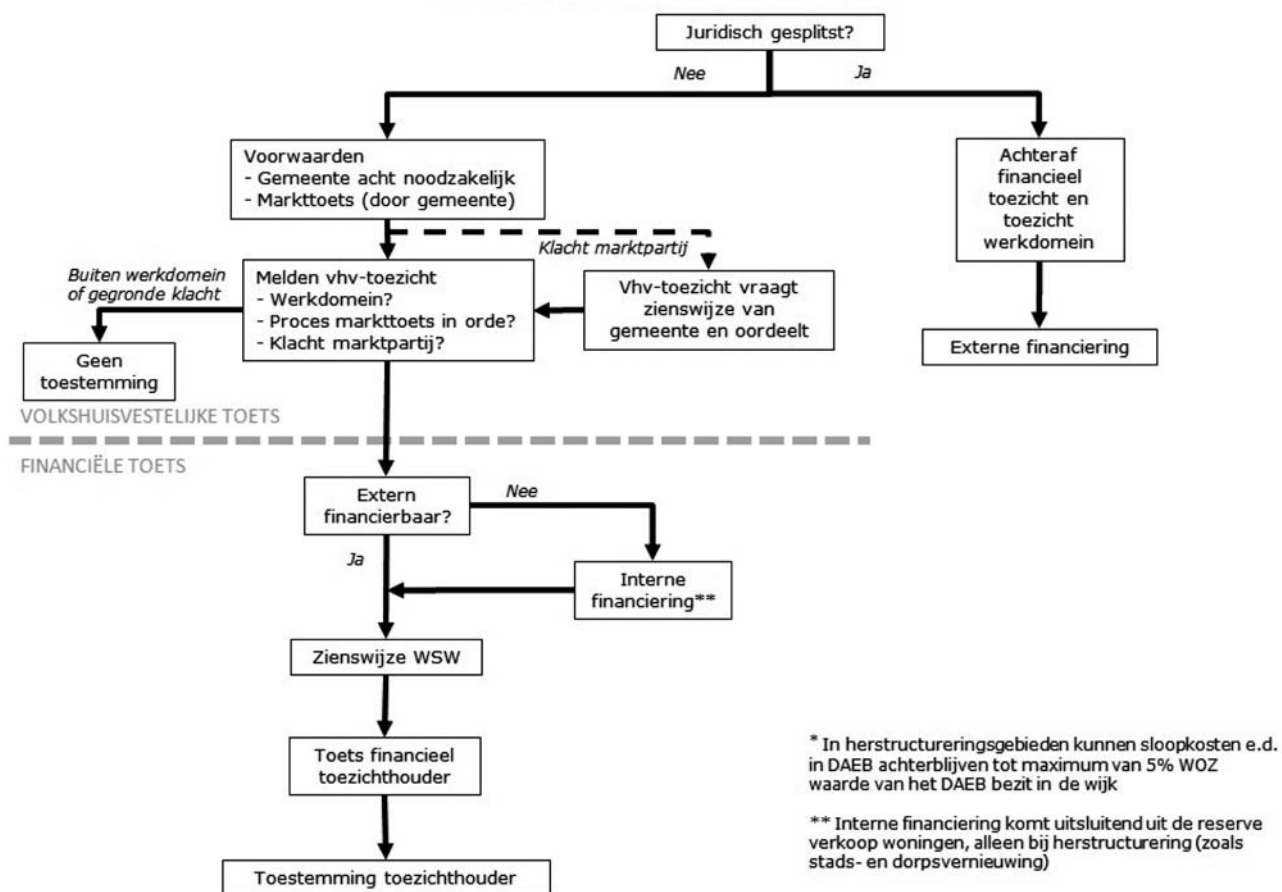 Juridisch gesplitst?
Nee
Ja
Voorwaarden
- Gemeente acht noodzakelijk
- Markttoets (door gemeente)
Achteraf
financieel
toezicht en
toezicht
werkdomein
Klacht marktpartij
Buiten werkdomein
of gegronde klacht
Melden vhv-toezicht
- Werkdomein?
- Proces markttoets in orde?
- Klacht marktpartij?
Vhv-toezicht vraagt
zienswijze van
gemeente en oordeelt
Externe financiering
Geen
toestemming
VOLKSHUISVESTELIJKE TOETS
FINANCIËLE TOETS
Extern
financierbaar?
Nee
Ja
Interne
financiering**
Zienswijze WSW
Toets financieel
toezichthouder
Toestemming toezichthouder
* In herstructureringsgebieden kunnen sloopkosten e.d.
in DAEB achterblijven tot maximum van 5% WOZ
waarde van het DAEB bezit in de wijk
** Interne financiering komt uitsluitend uit de reserve
verkoop woningen, alleen bij herstructurering (zoals
stads- en dorpsvernieuwing)